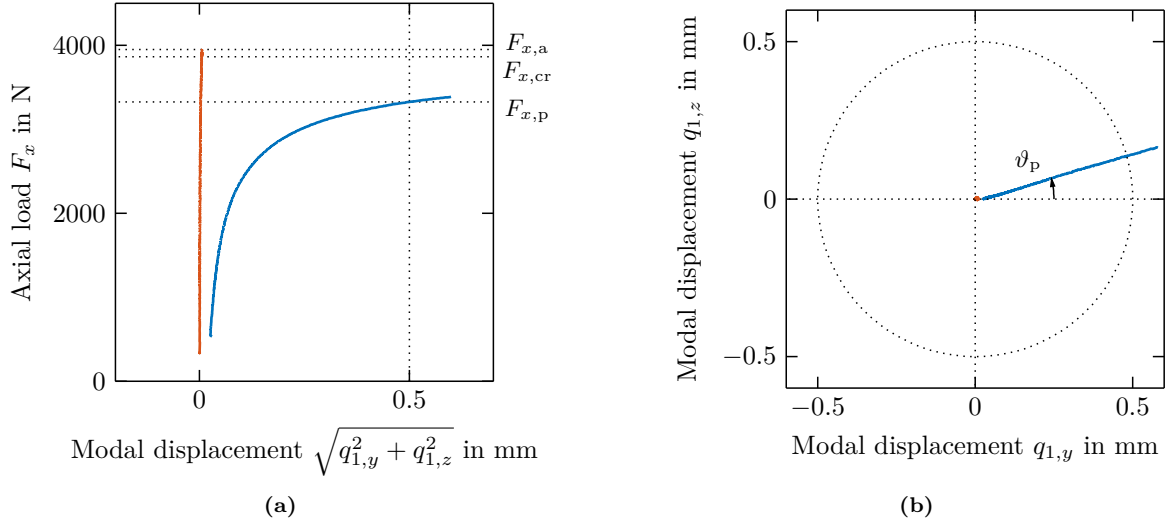 4000
2000
0
0
0.5
Axial load F_x in N
F_{x,a}
F_{x,cr}
F_{x,p}
Modal displacement \sqrt{q_{1,y}^2 + q_{1,z}^2} in mm
(a)
0.5
0
−0.5
−0.5
0
0.5
Modal displacement q_{1,z} in mm
ϑ_p
Modal displacement q_{1,y} in mm
(b)